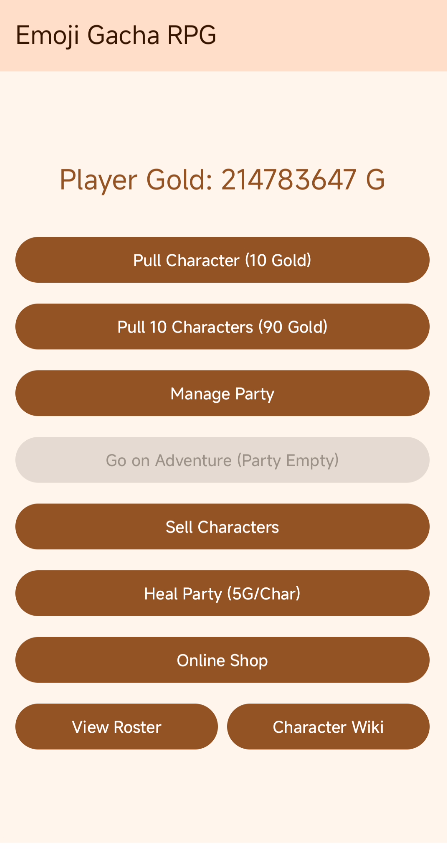 Emoji Gacha RPG
Player Gold: 214783647 G
Pull Character (10 Gold)
Pull 10 Characters (90 Gold)
Manage Party
Go on Adventure (Party Empty)
Sell Characters
Heal Party (5G/Char)
Online Shop
View Roster
Character Wiki